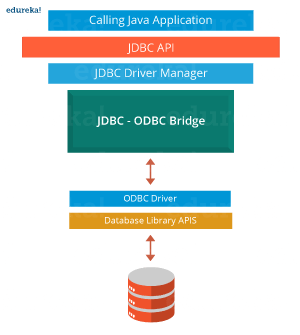 edureka!
Calling Java Application
JDBC API
JDBC Driver Manager
JDBC - ODBC Bridge
ODBC Driver
Database Library APIS